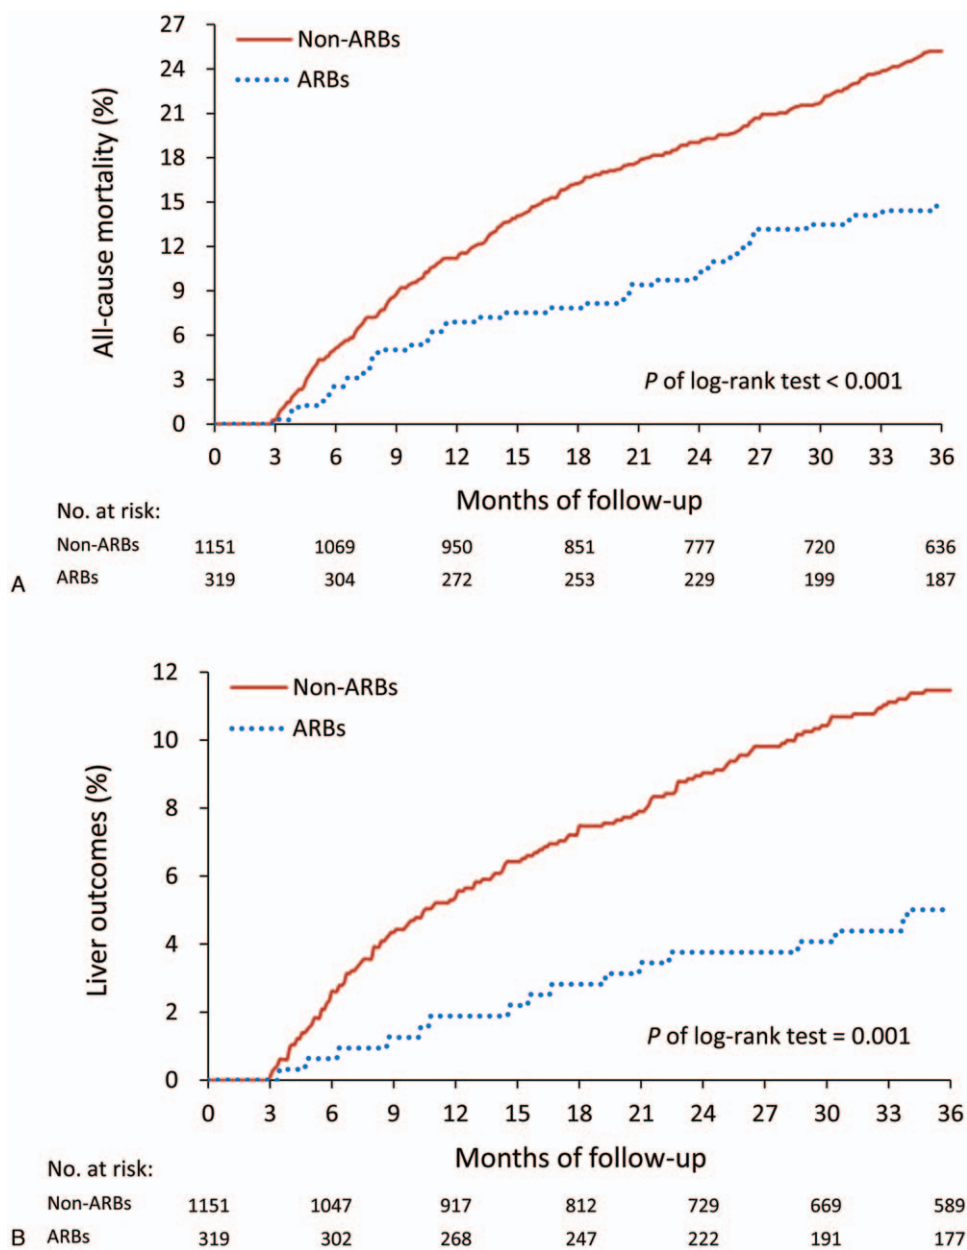 27
24
21
18
15
12
9
6
3
0
All-cause mortality (%)
Non-ARBs
ARBs
P of log-rank test < 0.001
0 3 6 9 12 15 18 21 24 27 30 33 36
Months of follow-up
No. at risk:
Non-ARBs 1151 1069 950 851 777 720 636
A ARBs 319 304 272 253 229 199 187
12
10
8
6
4
2
0
Liver outcomes (%)
Non-ARBs
ARBs
P of log-rank test = 0.001
0 3 6 9 12 15 18 21 24 27 30 33 36
Months of follow-up
No. at risk:
Non-ARBs 1151 1047 917 812 729 669 589
B ARBs 319 302 268 247 222 191 177